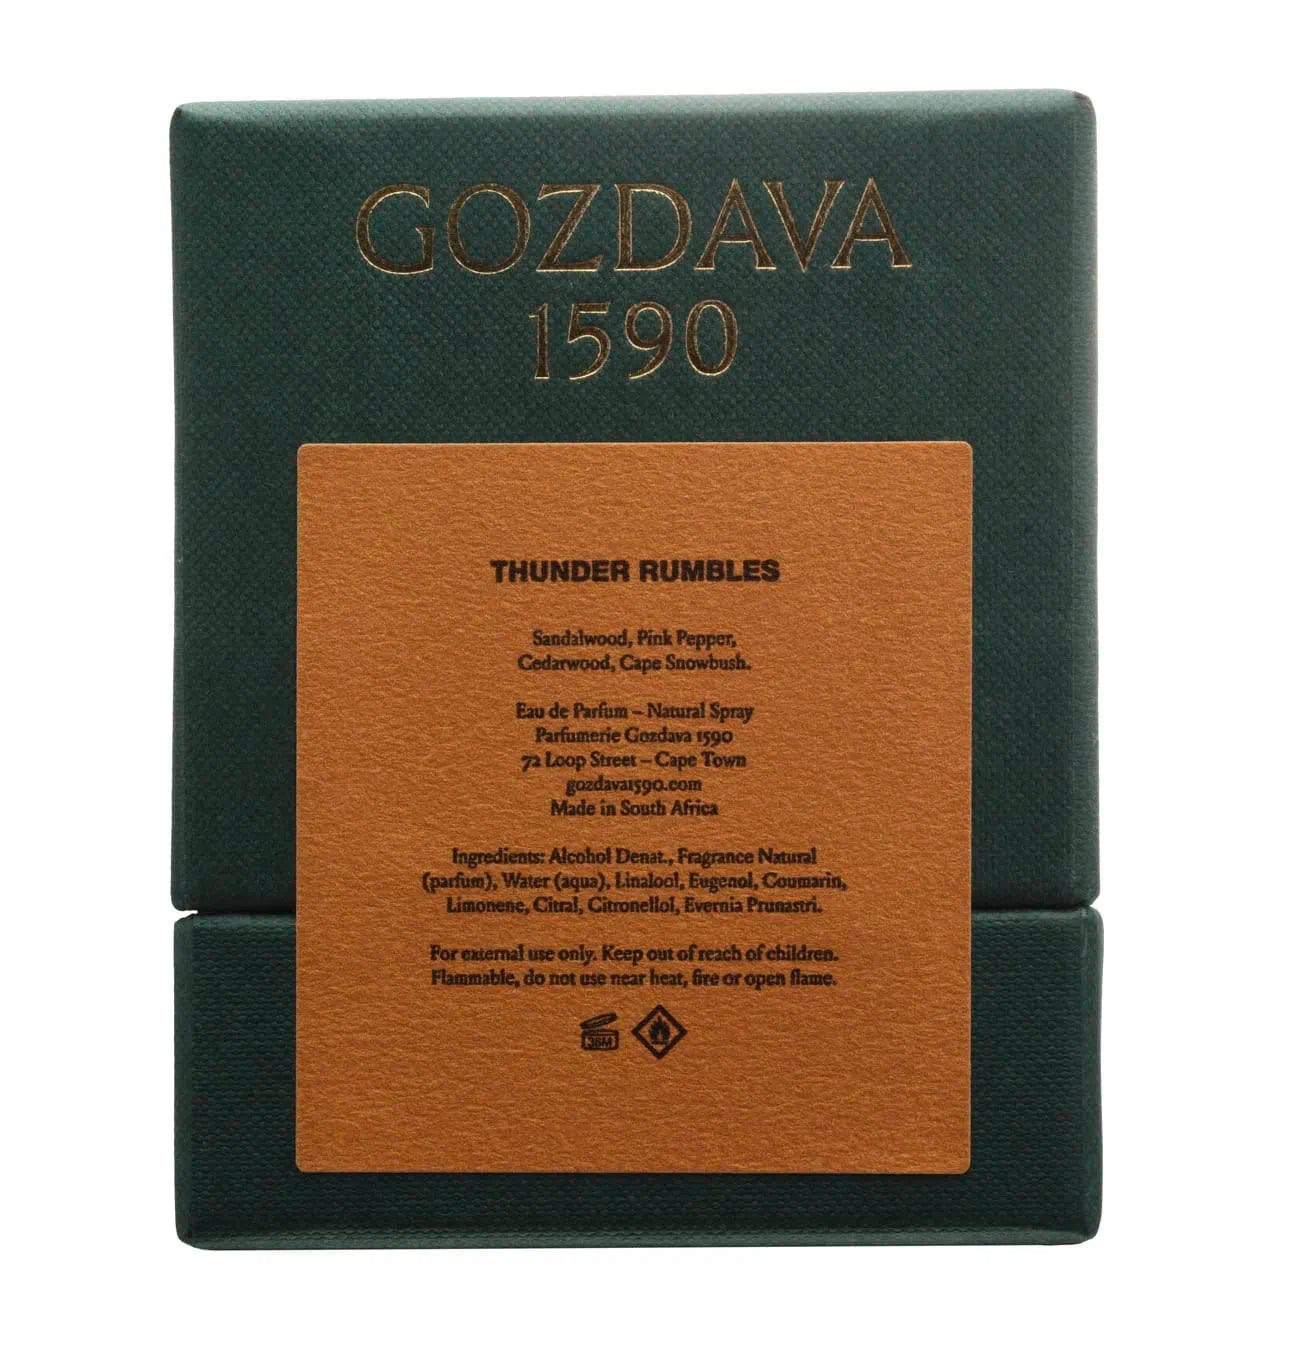 GOZDAVA
1590
THUNDER RUMBLES
Sandalwood, Pink Pepper,
Cedarwood, Cape Snowbush.
Eau de Parfum – Natural Spray
Parfumerie Gozdava 1590
72 Loop Street – Cape Town
gozdava1590.com
Made in South Africa
Ingredients: Alcohol Denat., Fragrance Natural
(parfum), Water (aqua), Linalool, Eugenol, Coumarin,
Limonene, Citral, Citronellol, Evernia Prunastri.
For external use only. Keep out of reach of children.
Flammable, do not use near heat, fire or open flame.
36M